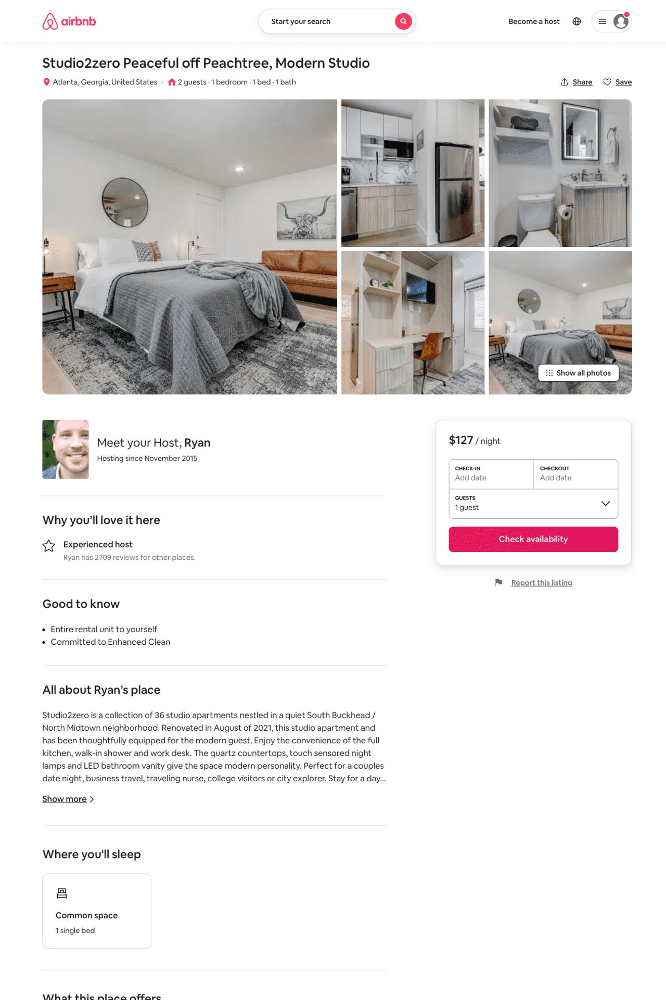 airbnb
Start your search
Become a host
Studio2zero Peaceful off Peachtree, Modern Studio
Atlanta, Georgia, United States · 2 guests · 1 bedroom · 1 bed · 1 bath
Share
Save
Show all photos
Meet your Host, Ryan
Hosting since November 2015
$127 / night
CHECK-IN
Add date
CHECKOUT
Add date
GUESTS
1 guest
Check availability
Report this listing
Why you’ll love it here
Experienced host
Ryan has 2709 reviews for other places.
Good to know
• Entire rental unit to yourself
• Committed to Enhanced Clean
All about Ryan’s place
Studio2zero is a collection of 36 studio apartments nestled in a quiet South Buckhead /
North Midtown neighborhood. Renovated in August of 2021, this studio apartment and
has been thoughtfully equipped for the modern guest. Enjoy the convenience of the full
kitchen, walk-in shower and work desk. The quartz countertops, touch sensored night
lamps and LED bathroom vanity give the space modern personality. Perfect for a couples
date night, business travel, traveling nurse, college visitors or city explorer. Stay for a day...
Show more
Where you'll sleep
Common space
1 single bed
What this place offers